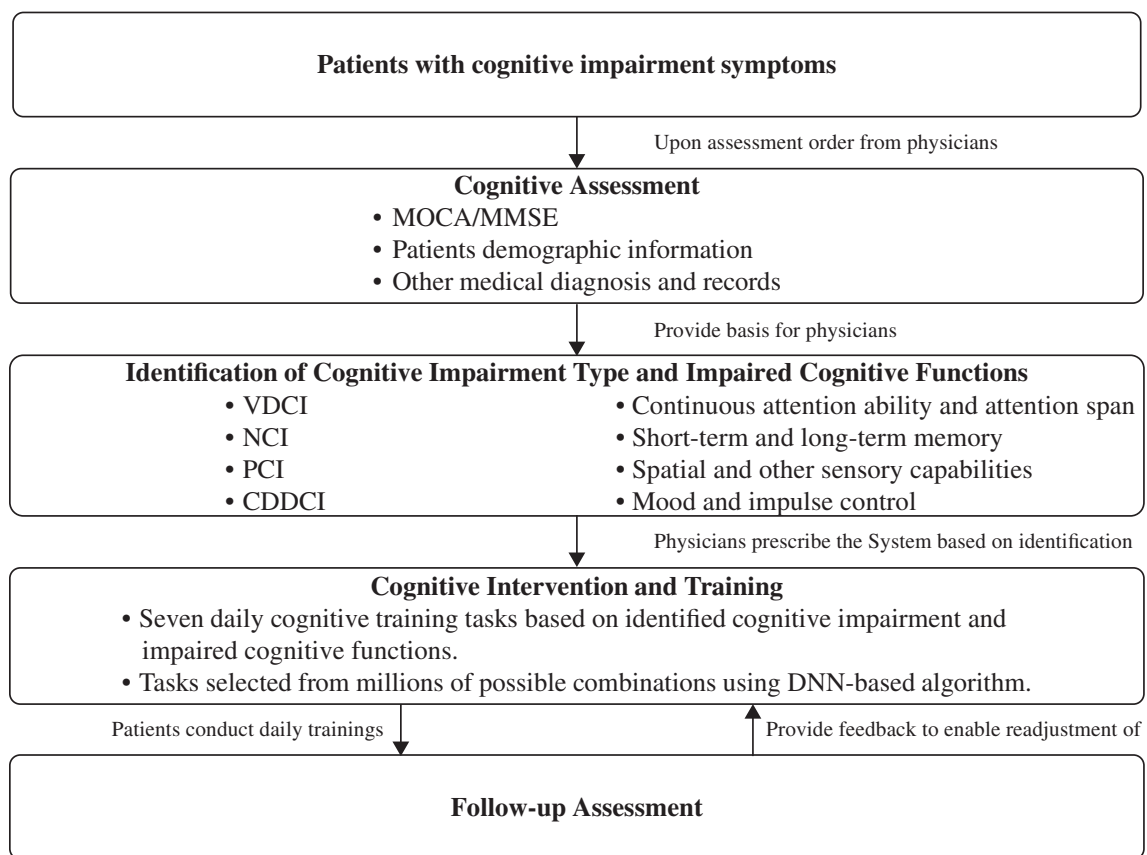 Patients with cognitive impairment symptoms
Upon assessment order from physicians
Cognitive Assessment
• MOCA/MMSE
• Patients demographic information
• Other medical diagnosis and records
Provide basis for physicians
Identification of Cognitive Impairment Type and Impaired Cognitive Functions
• VDCI
• NCI
• PCI
• CDDCI
• Continuous attention ability and attention span
• Short-term and long-term memory
• Spatial and other sensory capabilities
• Mood and impulse control
Physicians prescribe the System based on identification
Cognitive Intervention and Training
• Seven daily cognitive training tasks based on identified cognitive impairment and
impaired cognitive functions.
• Tasks selected from millions of possible combinations using DNN-based algorithm.
Patients conduct daily trainings
Provide feedback to enable readjustment of
Follow-up Assessment